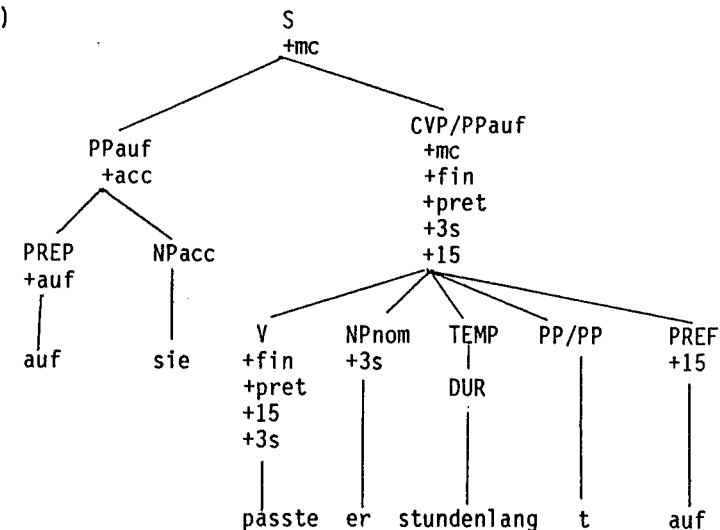 )
S
+mc
PPauf
+acc
CVP/PPauf
+mc
+fin
+pret
+3s
+15
PREP
+auf
NPacc
V
+fin
+pret
+15
+3s
NPnom
+3s
TEMP
DUR
PP/PP
PREF
+15
auf
sie
passte er stundenlang t auf